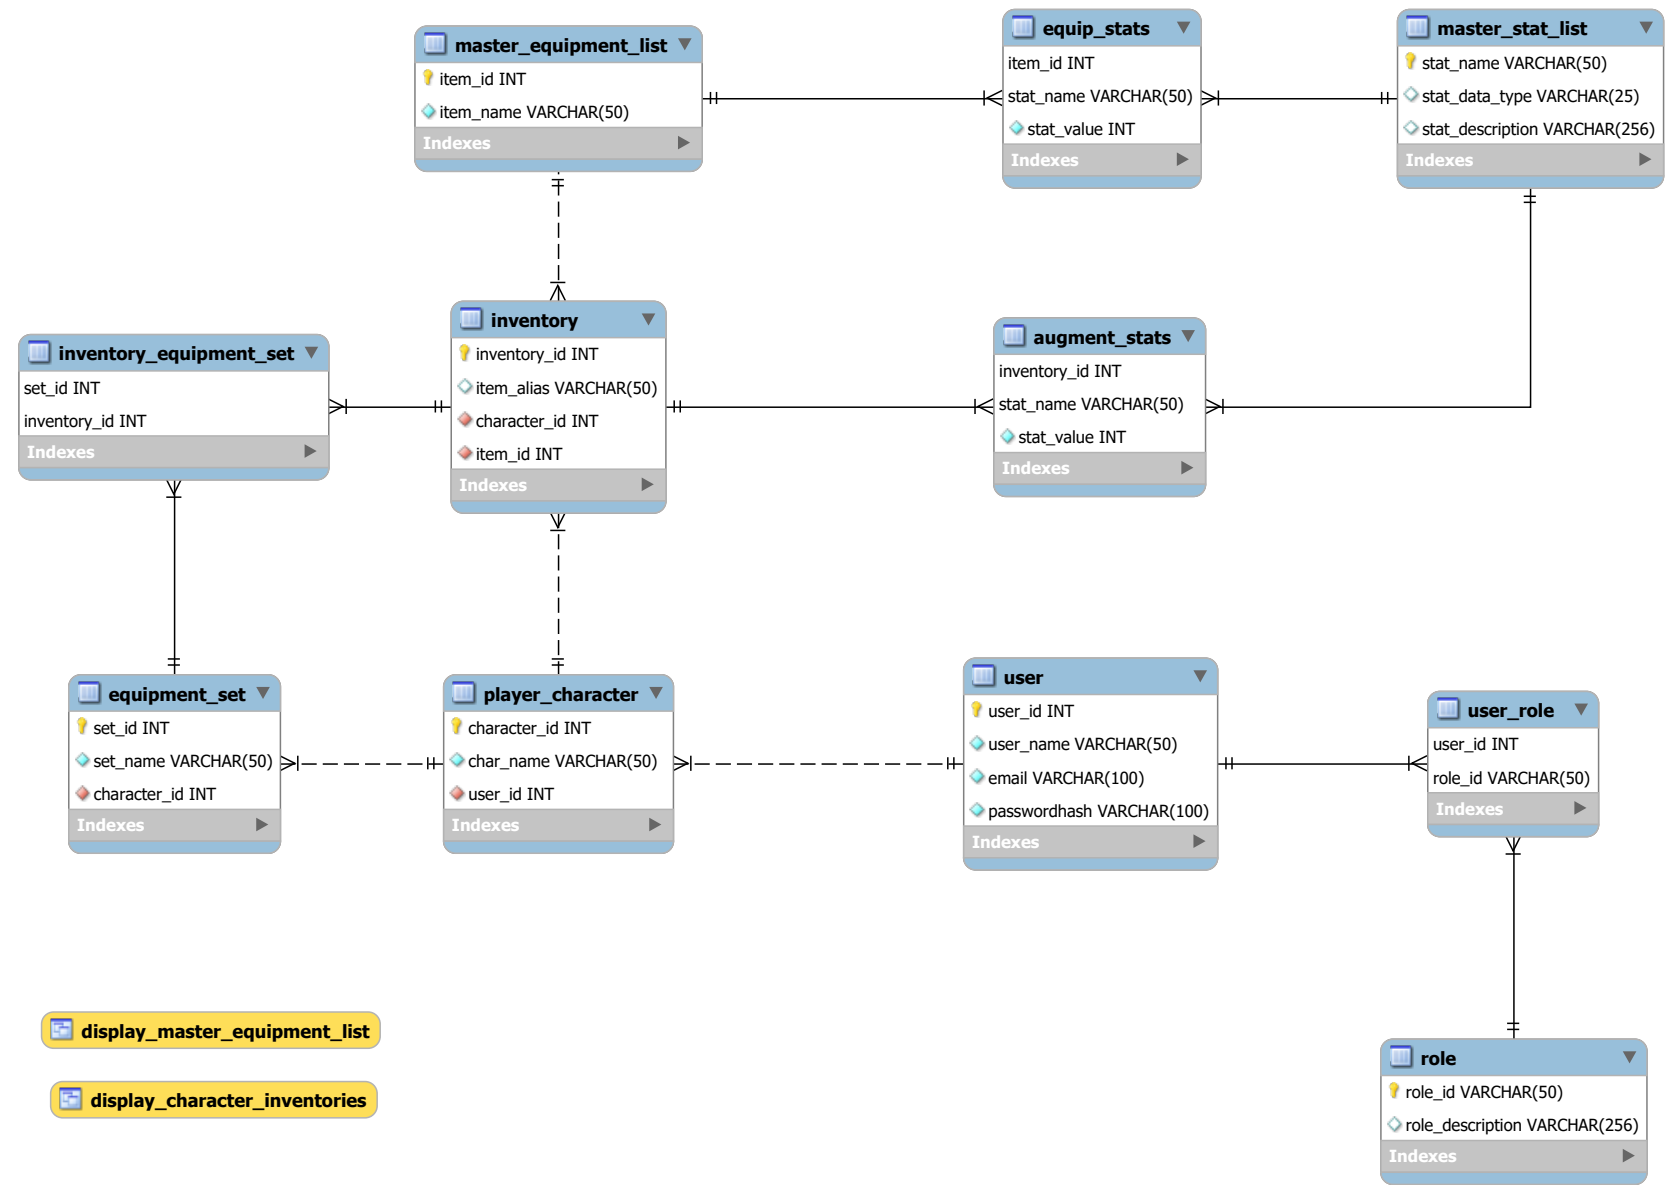 master_equipment_list
item_id INT
item_name VARCHAR(50)
Indexes
equip_stats
item_id INT
stat_name VARCHAR(50)
stat_value INT
Indexes
master_stat_list
stat_name VARCHAR(50)
stat_data_type VARCHAR(25)
stat_description VARCHAR(256)
Indexes
inventory_equipment_set
set_id INT
inventory_id INT
Indexes
inventory
inventory_id INT
item_alias VARCHAR(50)
character_id INT
item_id INT
Indexes
augment_stats
inventory_id INT
stat_name VARCHAR(50)
stat_value INT
Indexes
equipment_set
set_id INT
set_name VARCHAR(50)
character_id INT
Indexes
player_character
character_id INT
char_name VARCHAR(50)
user_id INT
Indexes
user
user_id INT
user_name VARCHAR(50)
email VARCHAR(100)
passwordhash VARCHAR(100)
Indexes
user_role
user_id INT
role_id VARCHAR(50)
Indexes
display_master_equipment_list
display_character_inventories
role
role_id VARCHAR(50)
role_description VARCHAR(256)
Indexes